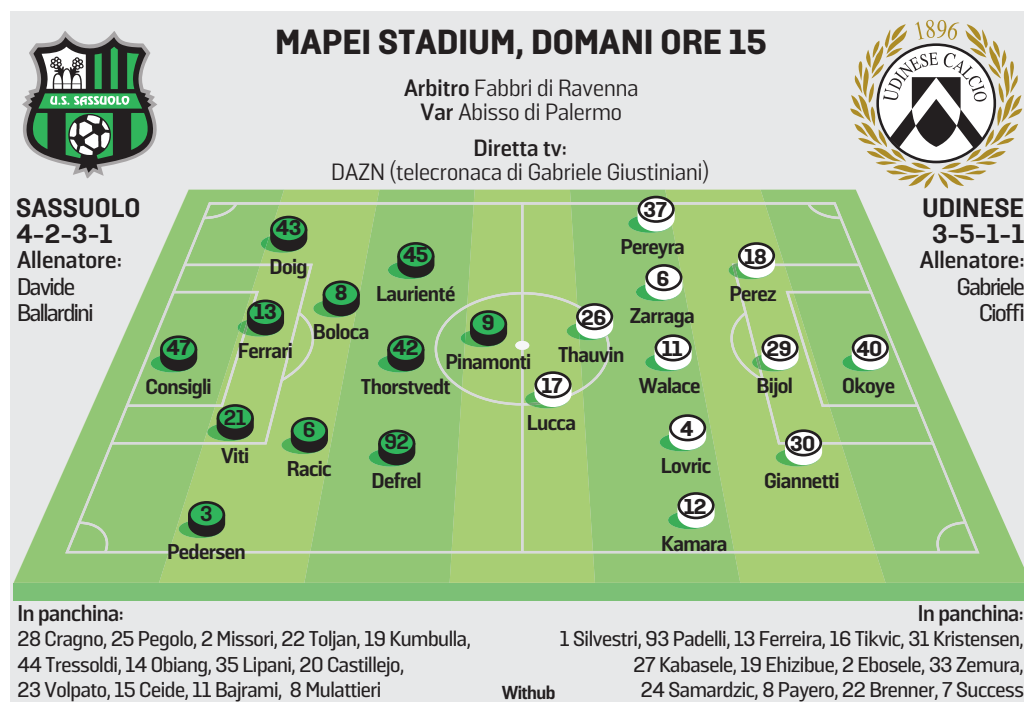 MAPEI STADIUM, DOMANI ORE 15
Arbitro Fabbri di Ravenna
Var Abisso di Palermo
Diretta tv:
DAZN (telecronaca di Gabriele Giustiniani)
U.S. SASSUOLO
1896
UDINESE CALCIO
SASSUOLO
4-2-3-1
Allenatore:
Davide
Ballardini
UDINESE
3-5-1-1
Allenatore:
Gabriele
Cioffi
43
Doig
45
Laurienté
8
Boloca
13
Ferrari
47
Consigli
42
Thorstvedt
9
Pinamonti
21
Viti
6
Racic
92
Defrel
3
Pedersen
37
Pereyra
18
Perez
6
Zarraga
26
Thauvin
11
Walace
29
Bijol
40
Okoye
17
Lucca
4
Lovric
30
Giannetti
12
Kamara
In panchina:
28 Cragno, 25 Pegolo, 2 Missori, 22 Toljan, 19 Kumbulla,
44 Tressoldi, 14 Obiang, 35 Lipani, 20 Castillejo,
23 Volpato, 15 Ceide, 11 Bajrami, 8 Mulattieri
Withub
In panchina:
1 Silvestri, 93 Padelli, 13 Ferreira, 16 Tikvic, 31 Kristensen,
27 Kabasele, 19 Ehizibue, 2 Ebosele, 33 Zemura,
24 Samardzic, 8 Payero, 22 Brenner, 7 Success